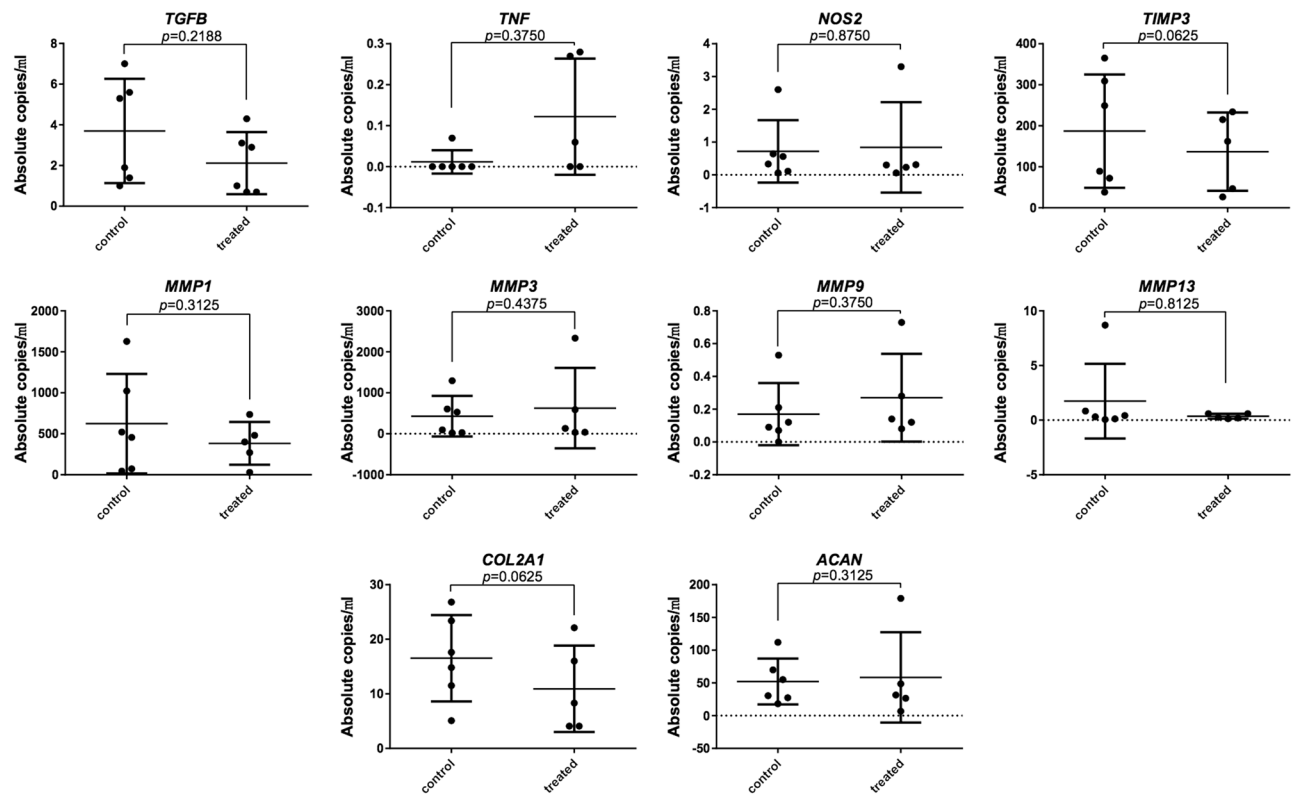 TGFB
p=0.2188
Absolute copies/ml
8
6
4
2
0
control
treated
TNF
p=0.3750
Absolute copies/ml
0.3
0.2
0.1
0.0
-0.1
control
treated
NOS2
p=0.8750
Absolute copies/ml
4
3
2
1
0
-1
control
treated
TIMP3
p=0.0625
Absolute copies/ml
400
300
200
100
0
control
treated
MMP1
p=0.3125
Absolute copies/ml
2000
1500
1000
500
0
control
treated
MMP3
p=0.4375
Absolute copies/ml
3000
2000
1000
0
-1000
control
treated
MMP9
p=0.3750
Absolute copies/ml
0.8
0.6
0.4
0.2
0.0
-0.2
control
treated
MMP13
p=0.8125
Absolute copies/ml
10
5
0
-5
control
treated
COL2A1
p=0.0625
Absolute copies/ml
30
20
10
0
control
treated
ACAN
p=0.3125
Absolute copies/ml
200
150
100
50
0
-50
control
treated